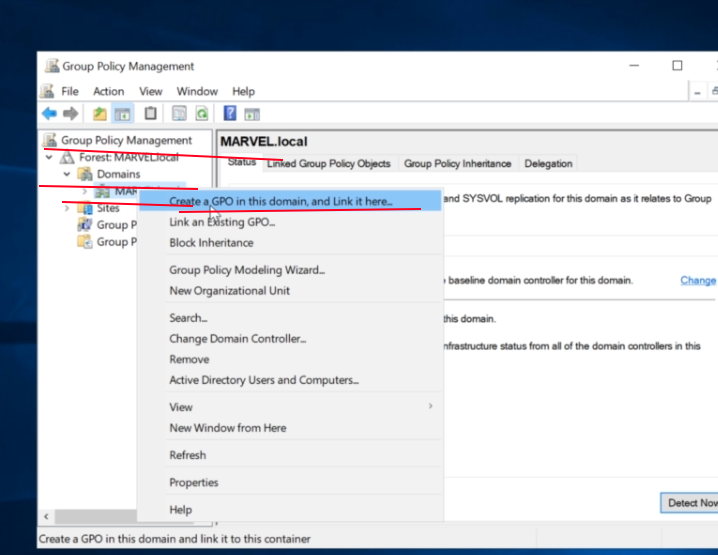 Group Policy Management
File Action View Window Help
Group Policy Management
Forest: MARVEL.local
Domains
MAR
Sites
Group P
Group P
MARVEL.local
Status Linked Group Policy Objects Group Policy Inheritance Delegation
and SYSVOL replication for this domain as it relates to Group
baseline domain controller for this domain. Change
this domain.
nfrastructure status from all of the domain controllers in this
Detect Now
Create a GPO in this domain, and Link it here...
Link an Existing GPO...
Block Inheritance
Group Policy Modeling Wizard...
New Organizational Unit
Search...
Change Domain Controller...
Remove
Active Directory Users and Computers...
View
New Window from Here
Refresh
Properties
Help
Create a GPO in this domain and link it to this container